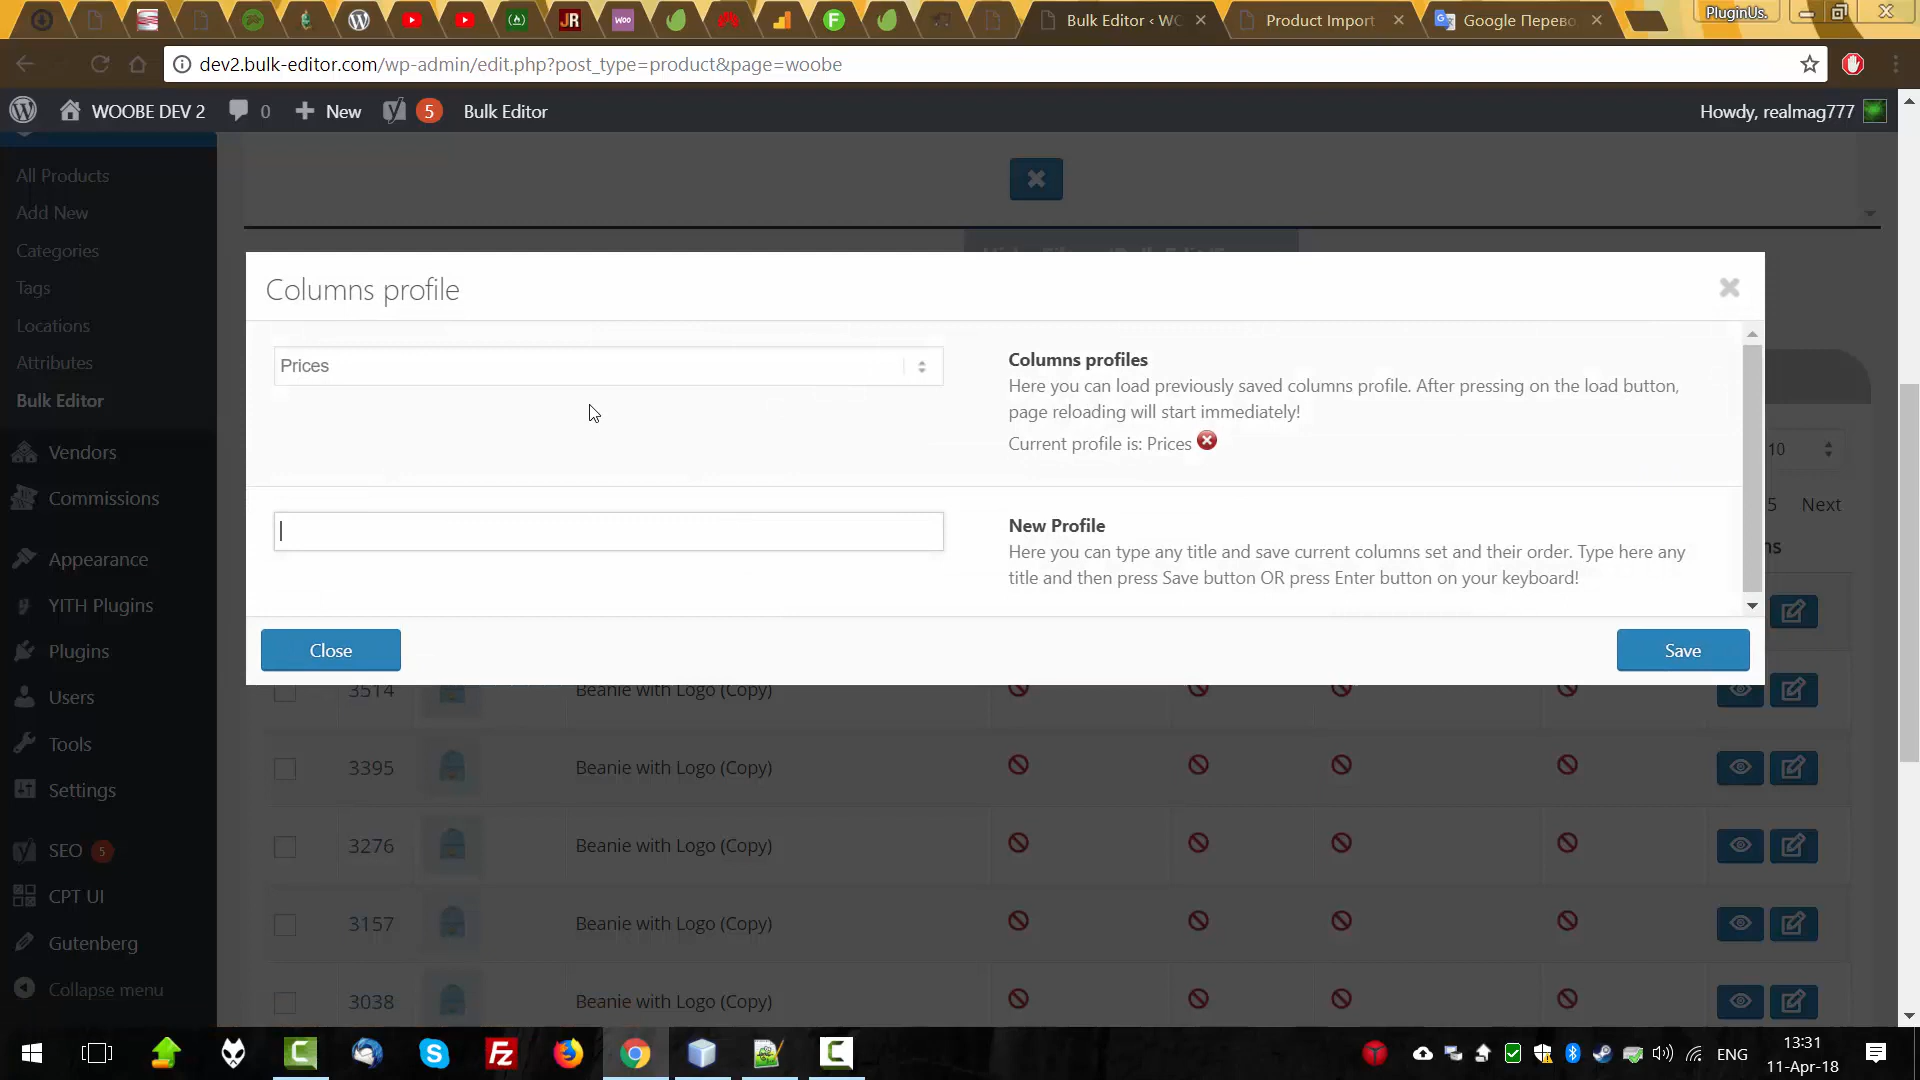 PluginUs.
Bulk Editor ‹ WC
Product Import
Google Перево
dev2.bulk-editor.com/wp-admin/edit.php?post_type=product&page=woobe
WOOBE DEV 2
0
New
5
Bulk Editor
Howdy, realmag777
All Products
Add New
Categories
Tags
Locations
Attributes
Bulk Editor
Vendors
Commissions
Appearance
YITH Plugins
Plugins
Users
Tools
Settings
SEO 5
CPT UI
Gutenberg
Collapse menu
Columns profile
Prices
Columns profiles
Here you can load previously saved columns profile. After pressing on the load button,
page reloading will start immediately!
Current profile is: Prices
New Profile
Here you can type any title and save current columns set and their order. Type here any
title and then press Save button OR press Enter button on your keyboard!
Close
Save
10
5
Next
ns
3514
Beanie with Logo (Copy)
3395
Beanie with Logo (Copy)
3276
Beanie with Logo (Copy)
3157
Beanie with Logo (Copy)
3038
Beanie with Logo (Copy)
ENG
13:31
11-Apr-18